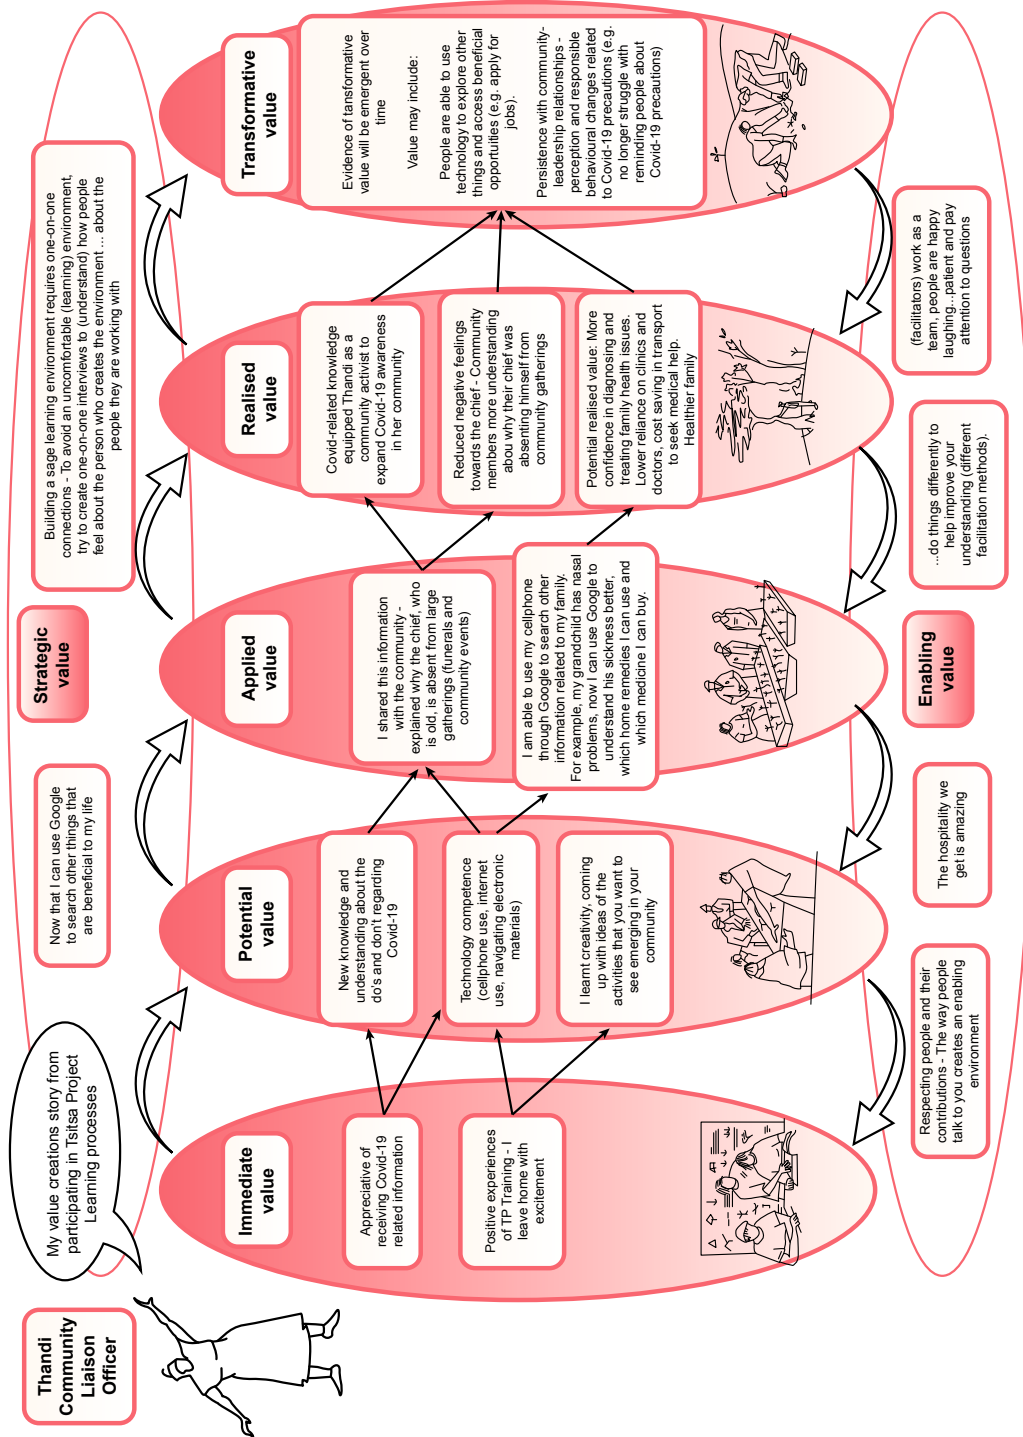 Thandi
Community
Liaison
Officer
My value creations story from
participating in Tsitsa Project
Learning processes
Strategic
value
Now that I can use Google
to search other things that
are beneficial to my life
Building a sage learning environment requires one-on-one
connections - To avoid an uncomfortable (learning) environment,
try to create one-on-one interviews to (understand) how people
feel about the person who creates the environment ... about the
people they are working with
Immediate
value
Appreciative of
receiving Covid-19
related information
Positive experiences
of TP Training - I
leave home with
excitement
Potential
value
New knowledge and
understanding about the
do's and don't regarding
Covid-19
Technology competence
(cellphone use, internet
use, navigating electronic
materials)
I learnt creativity, coming
up with ideas of the
activities that you want to
see emerging in your
community
Applied
value
I shared this information
with the community -
explained why the chief, who
is old, is absent from large
gatherings (funerals and
community events)
I am able to use my cellphone
through Google to search other
information related to my family.
For example, my grandchild has nasal
problems, now I can use Google to
understand his sickness better,
which home remedies I can use and
which medicine I can buy.
Realised
value
Covid-related knowledge
equipped Thandi as a
community activist to
expand Covid-19 awareness
in her community
Reduced negative feelings
towards the chief - Community
members more understanding
about why their chief was
absenting himself from
community gatherings
Potential realised value: More
confidence in diagnosing and
treating family health issues.
Lower reliance on clinics and
doctors, cost saving in transport
to seek medical help.
Healthier family
Transformative
value
Evidence of transformative
value will be emergent over
time
Value may include:
People are able to use
technology to explore other
things and access beneficial
opportuities (e.g. apply for
jobs).
Persistence with community-
leadership relationships -
perception and responsible
behavioural changes related
to Covid-19 precautions (e.g.
no longer struggle with
reminding people about
Covid-19 precautions)
Enabling
value
Respecting people and their
contributions - The way people
talk to you creates an enabling
environment
The hospitality we
get is amazing
...do things differently to
help improve your
understanding (different
facilitation methods).
(facilitators) work as a
team, people are happy
laughing...patient and pay
attention to questions